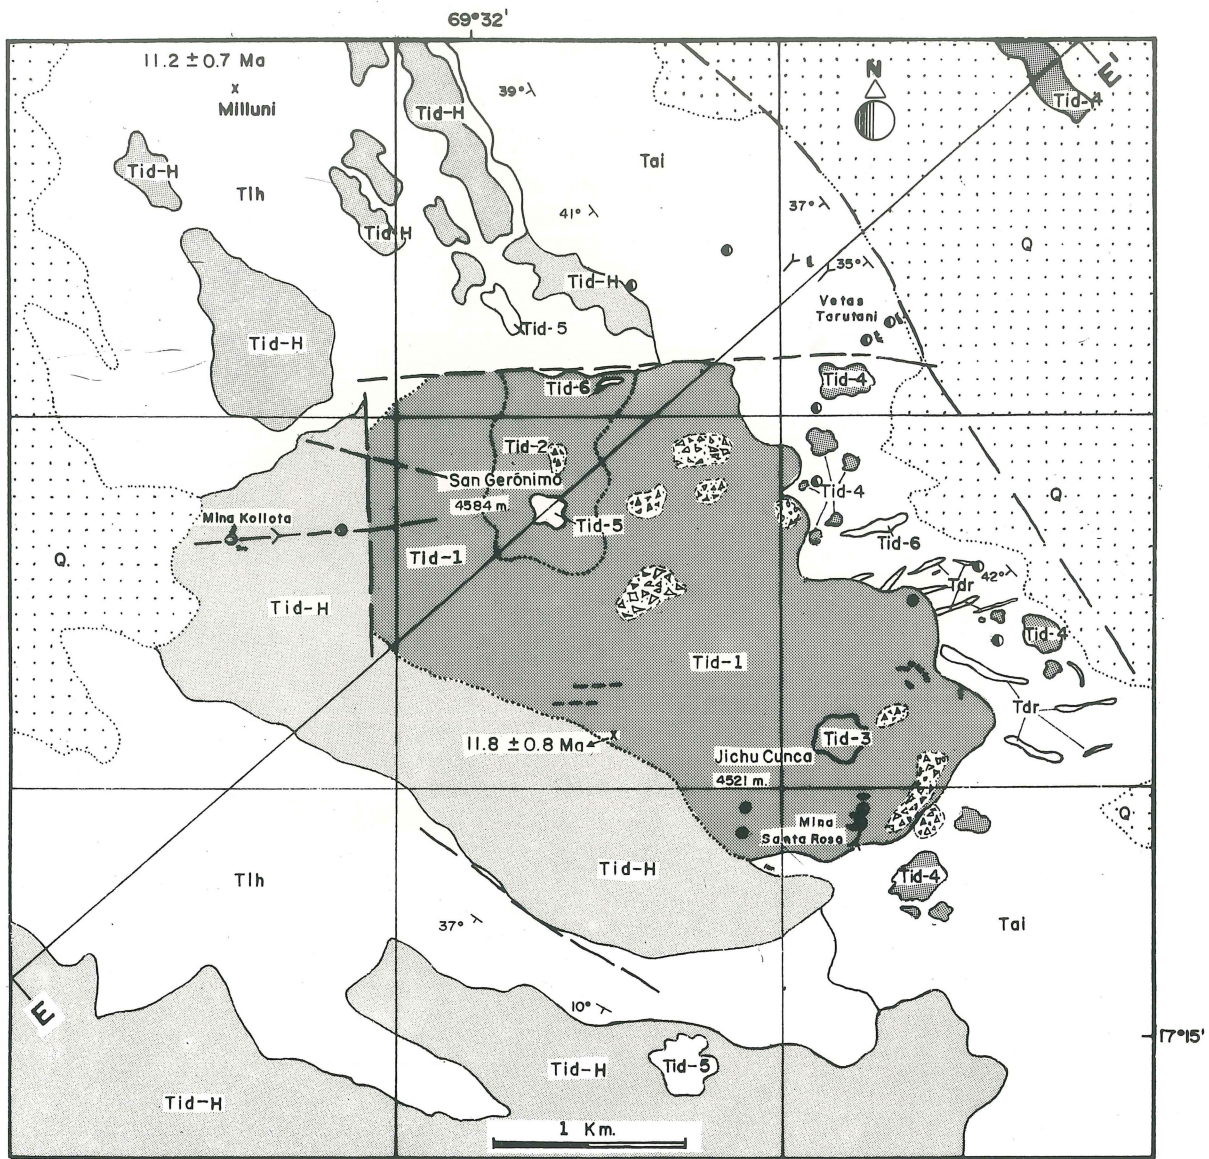 69°32'
11.2 ± 0.7 Ma
x
Milluni
39°
N
E'
Tid-H
Tid-4
Tid-H
Tlh
Tai
41°
37°
Tid-H
Q
Tid-H
35°
Vetas
Tarutani
Tid-5
Tid-H
Tid-6
Tid-4
Tid-2
San Gerónimo
4584 m.
Tid-4
Q
Mina Kollota
Tid-5
Tid-6
Q.
Tid-1
Tdr
42°
Tid-H
Tid-4
Tid-1
Tdr
11.8 ± 0.8 Ma
x
Tid-3
Jichu Cunca
4521 m.
Mina
Santa Rosa
Q
Tid-H
Tid-4
Tlh
37°
Tai
E
10°
17°15'
Tid-H
Tid-5
Tid-H
1 Km.